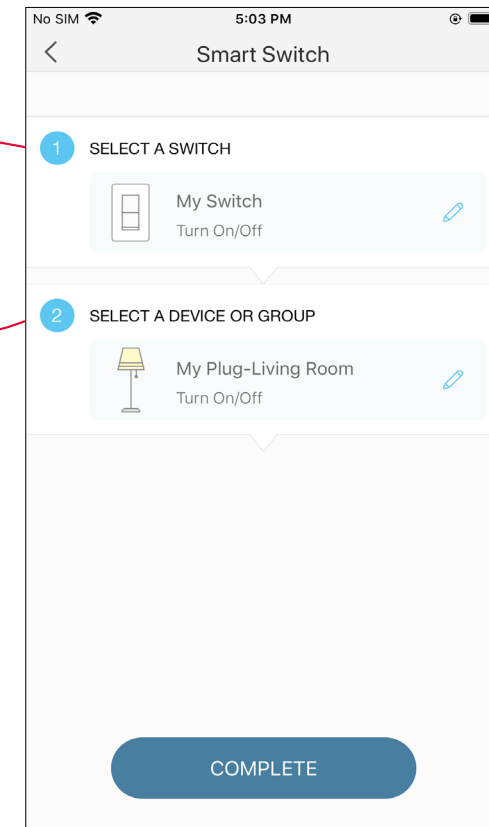 No SIM 5:03 PM
Smart Switch
1 SELECT A SWITCH
My Switch
Turn On/Off
2 SELECT A DEVICE OR GROUP
My Plug-Living Room
Turn On/Off
COMPLETE